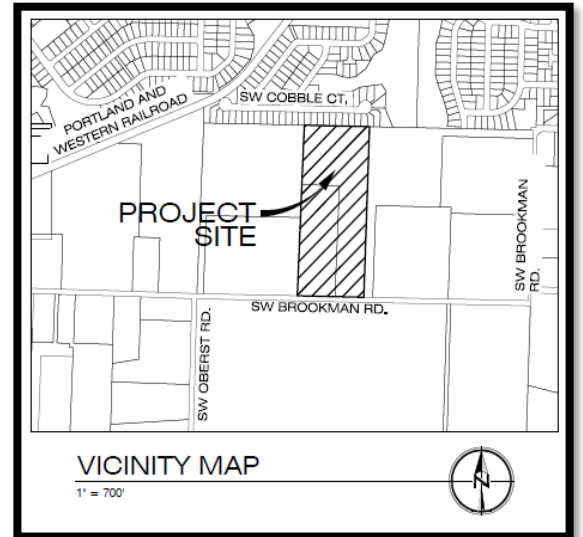 SW COBBLE CT.
PORTLAND AND
WESTERN RAILROAD
PROJECT
SITE
SW BROOKMAN
RD.
SW BROOKMAN RD.
SW OBERST RD.
VICINITY MAP
1" = 700'
N